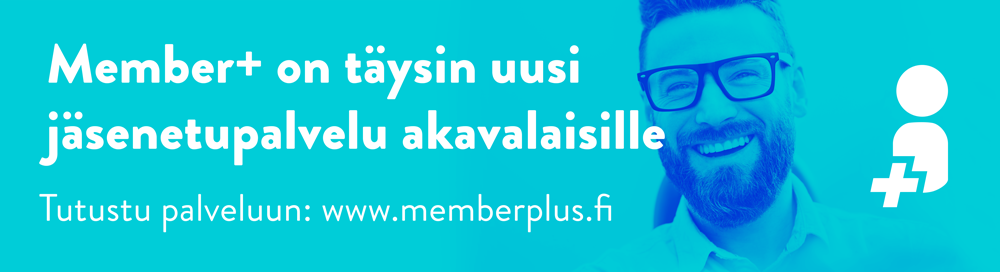 Member+ on täysin uusi
jäsenetupalvelu akavalaisille
Tutustu palveluun: www.memberplus.fi